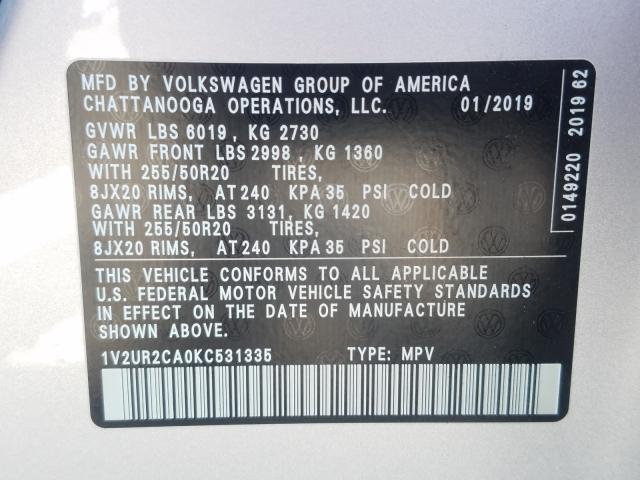 MFD BY VOLKSWAGEN GROUP OF AMERICA
CHATTANOOGA OPERATIONS, LLC. 01/2019
GVWR LBS 6019, KG 2730
GAWR FRONT LBS 2998, KG 1360
WITH 255/50R20 TIRES,
8JX20 RIMS, AT 240 KPA 35 PSI COLD
GAWR REAR LBS 3131, KG 1420
WITH 255/50R20 TIRES,
8JX20 RIMS, AT 240 KPA 35 PSI COLD
THIS VEHICLE CONFORMS TO ALL APPLICABLE
U.S. FEDERAL MOTOR VEHICLE SAFETY STANDARDS
IN EFFECT ON THE DATE OF MANUFACTURE
SHOWN ABOVE.
1V2UR2CA0KC531335 TYPE: MPV
0149220 2019 62